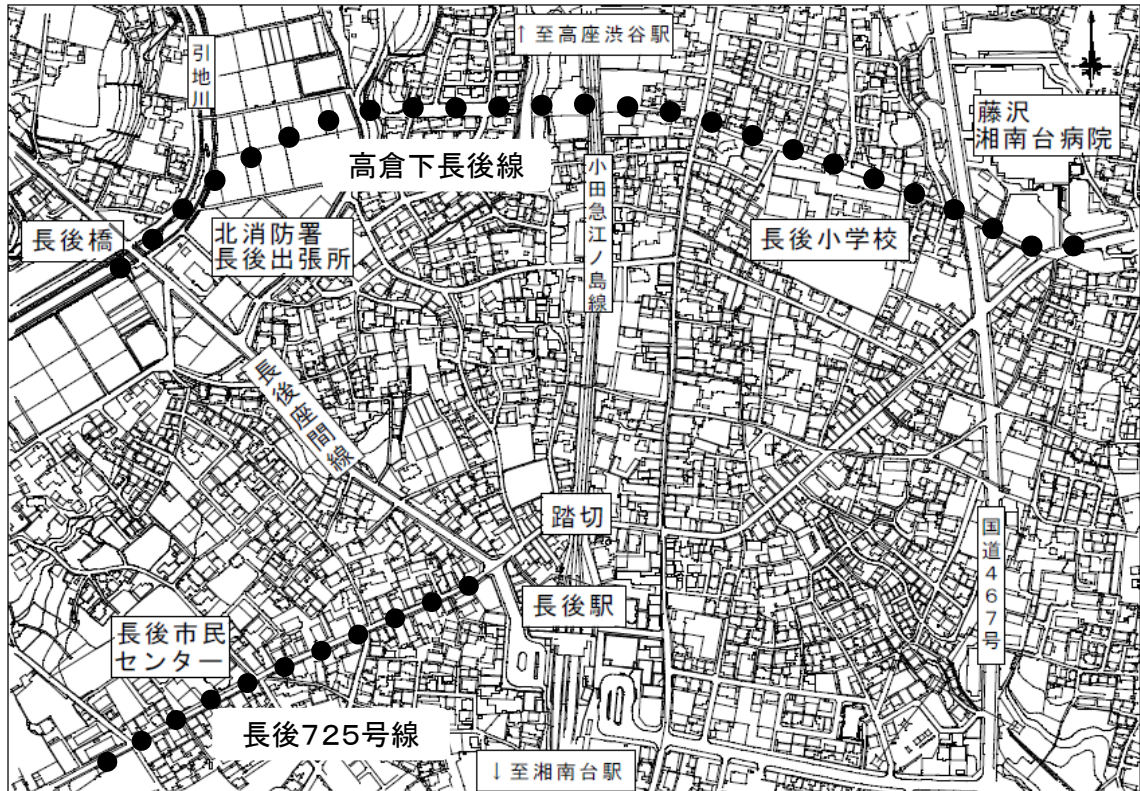 ↑至高座渋谷駅
引地川
藤沢
湘南台病院
高倉下長後線
小田急江ノ島線
長後橋
北消防署
長後出張所
長後小学校
長後座間線
踏切
国道467号
長後駅
長後市民
センター
長後725号線
↓至湘南台駅